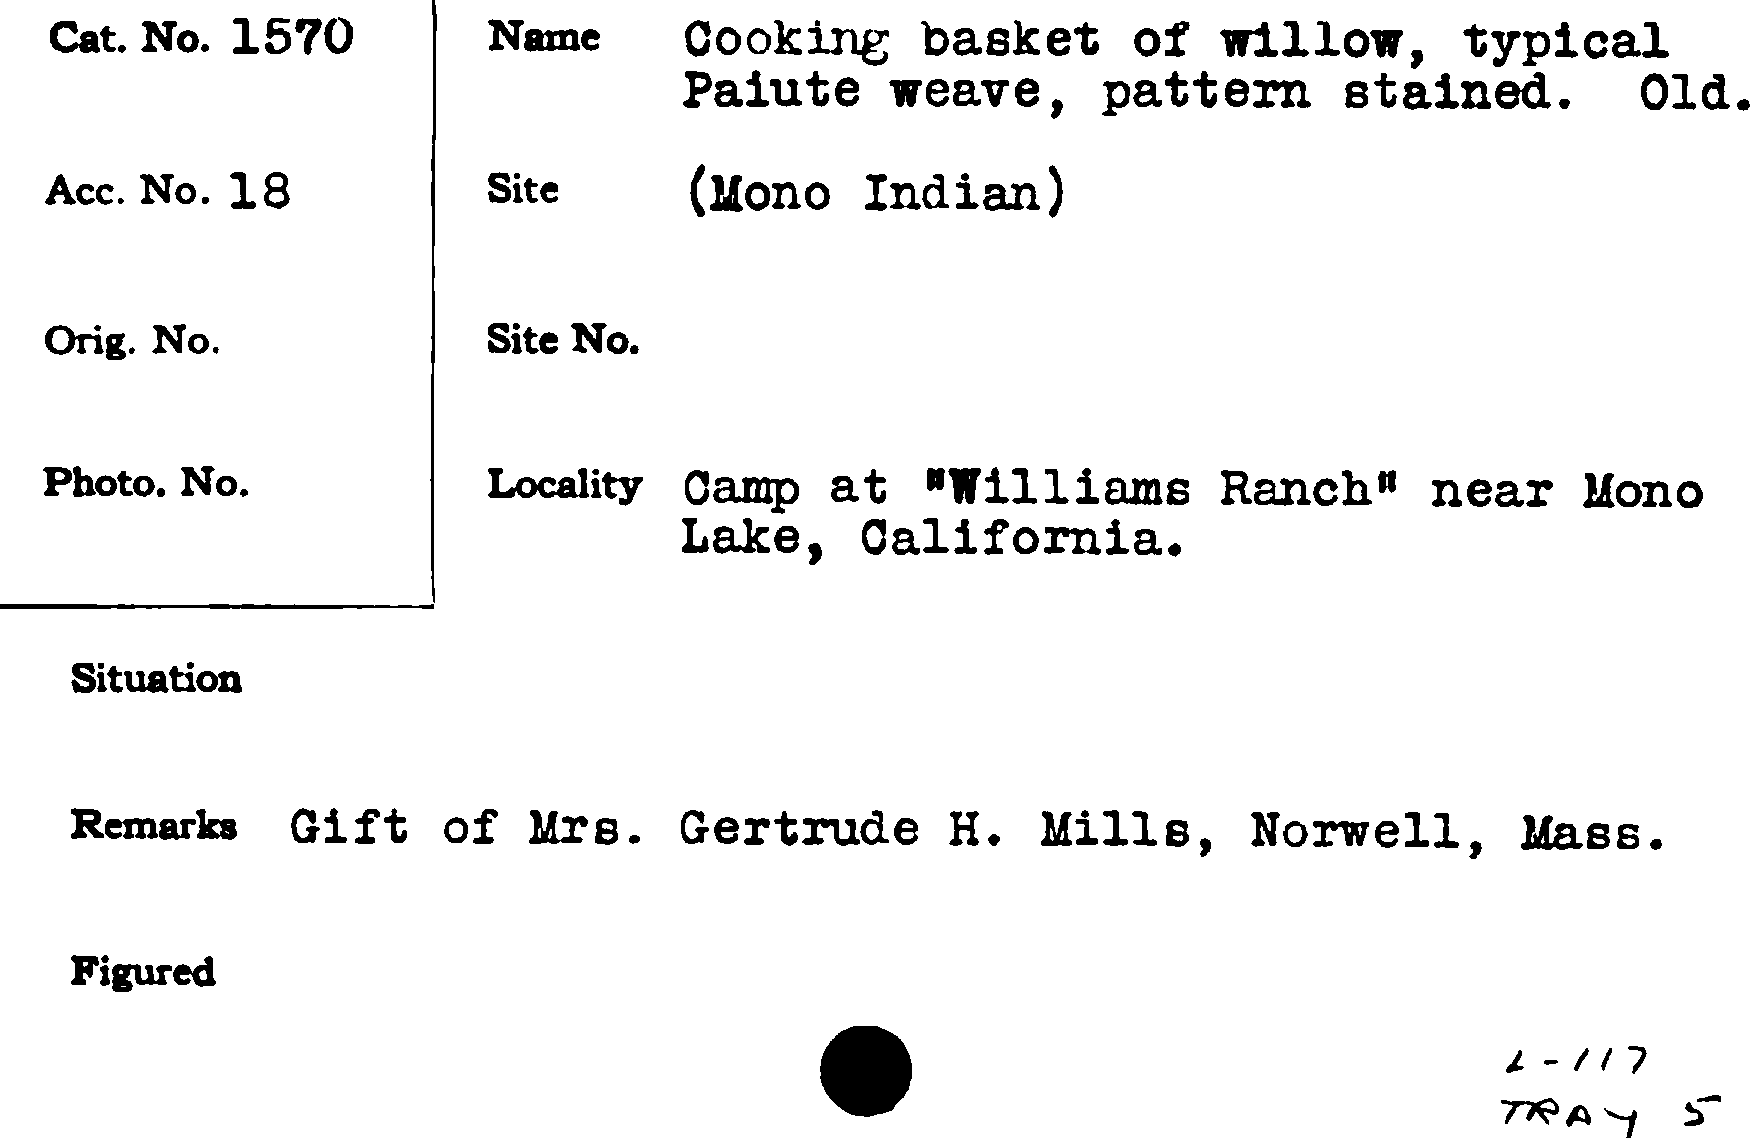 Cat. No. 1570
Name Cooking basket of willow, typical
Paiute weave, pattern stained. Old.
Acc. No. 18
Site (Mono Indian)
Orig. No.
Site No.
Photo. No.
Locality Camp at "Williams Ranch" near Mono
Lake, California.
Situation
Remarks Gift of Mrs. Gertrude H. Mills, Norwell, Mass.
Figured
L-117
TRAY 5